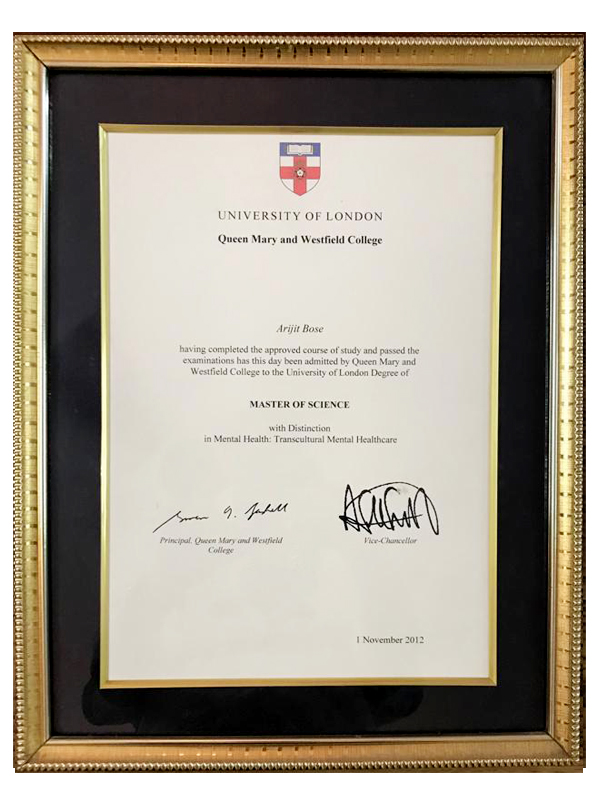 UNIVERSITY OF LONDON
Queen Mary and Westfield College
Arijit Bose
having completed the approved course of study and passed the
examinations has this day been admitted by Queen Mary and
Westfield College to the University of London Degree of
MASTER OF SCIENCE
with Distinction
in Mental Health: Transcultural Mental Healthcare
Principal. Queen Mary and Westfield
College
Vice-Chancellor
1 November 2012